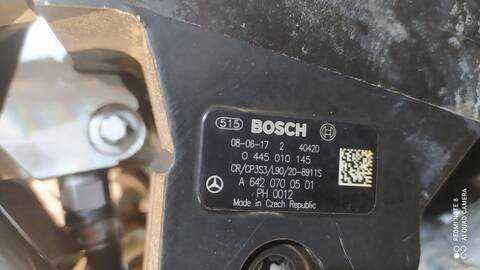 515 BOSCH
08-06-17 2 40420
0 445 010 145
CR/CP3S3/L90/20-8911S
A 642 070 05 01
PH 0012
Made in Czech Republic
REDMI NOTE 8
AI QUAD CAMERA